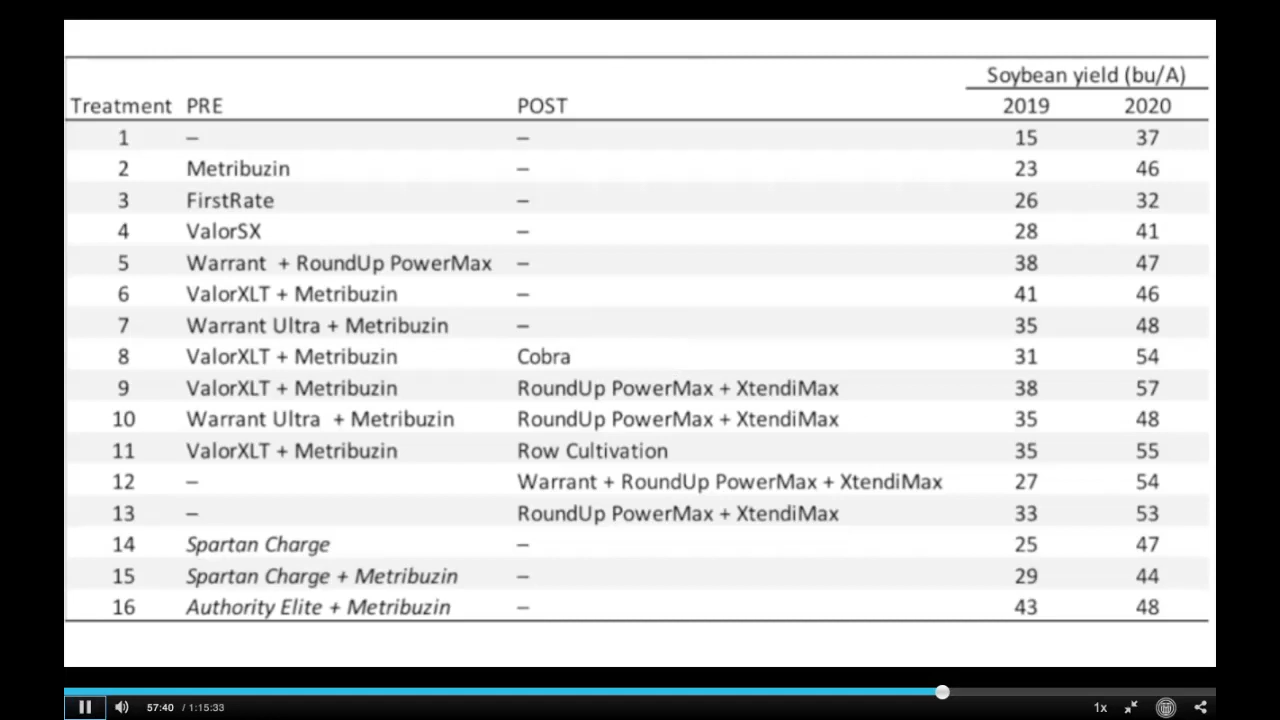 Soybean yield (bu/A)
Treatment PRE POST 2019 2020
1 – – 15 37
2 Metribuzin – 23 46
3 FirstRate – 26 32
4 ValorSX – 28 41
5 Warrant + RoundUp PowerMax – 38 47
6 ValorXLT + Metribuzin – 41 46
7 Warrant Ultra + Metribuzin – 35 48
8 ValorXLT + Metribuzin Cobra 31 54
9 ValorXLT + Metribuzin RoundUp PowerMax + XtendiMax 38 57
10 Warrant Ultra + Metribuzin RoundUp PowerMax + XtendiMax 35 48
11 ValorXLT + Metribuzin Row Cultivation 35 55
12 – Warrant + RoundUp PowerMax + XtendiMax 27 54
13 – RoundUp PowerMax + XtendiMax 33 53
14 Spartan Charge – 25 47
15 Spartan Charge + Metribuzin – 29 44
16 Authority Elite + Metribuzin – 43 48
57:40 / 1:15:33 1x